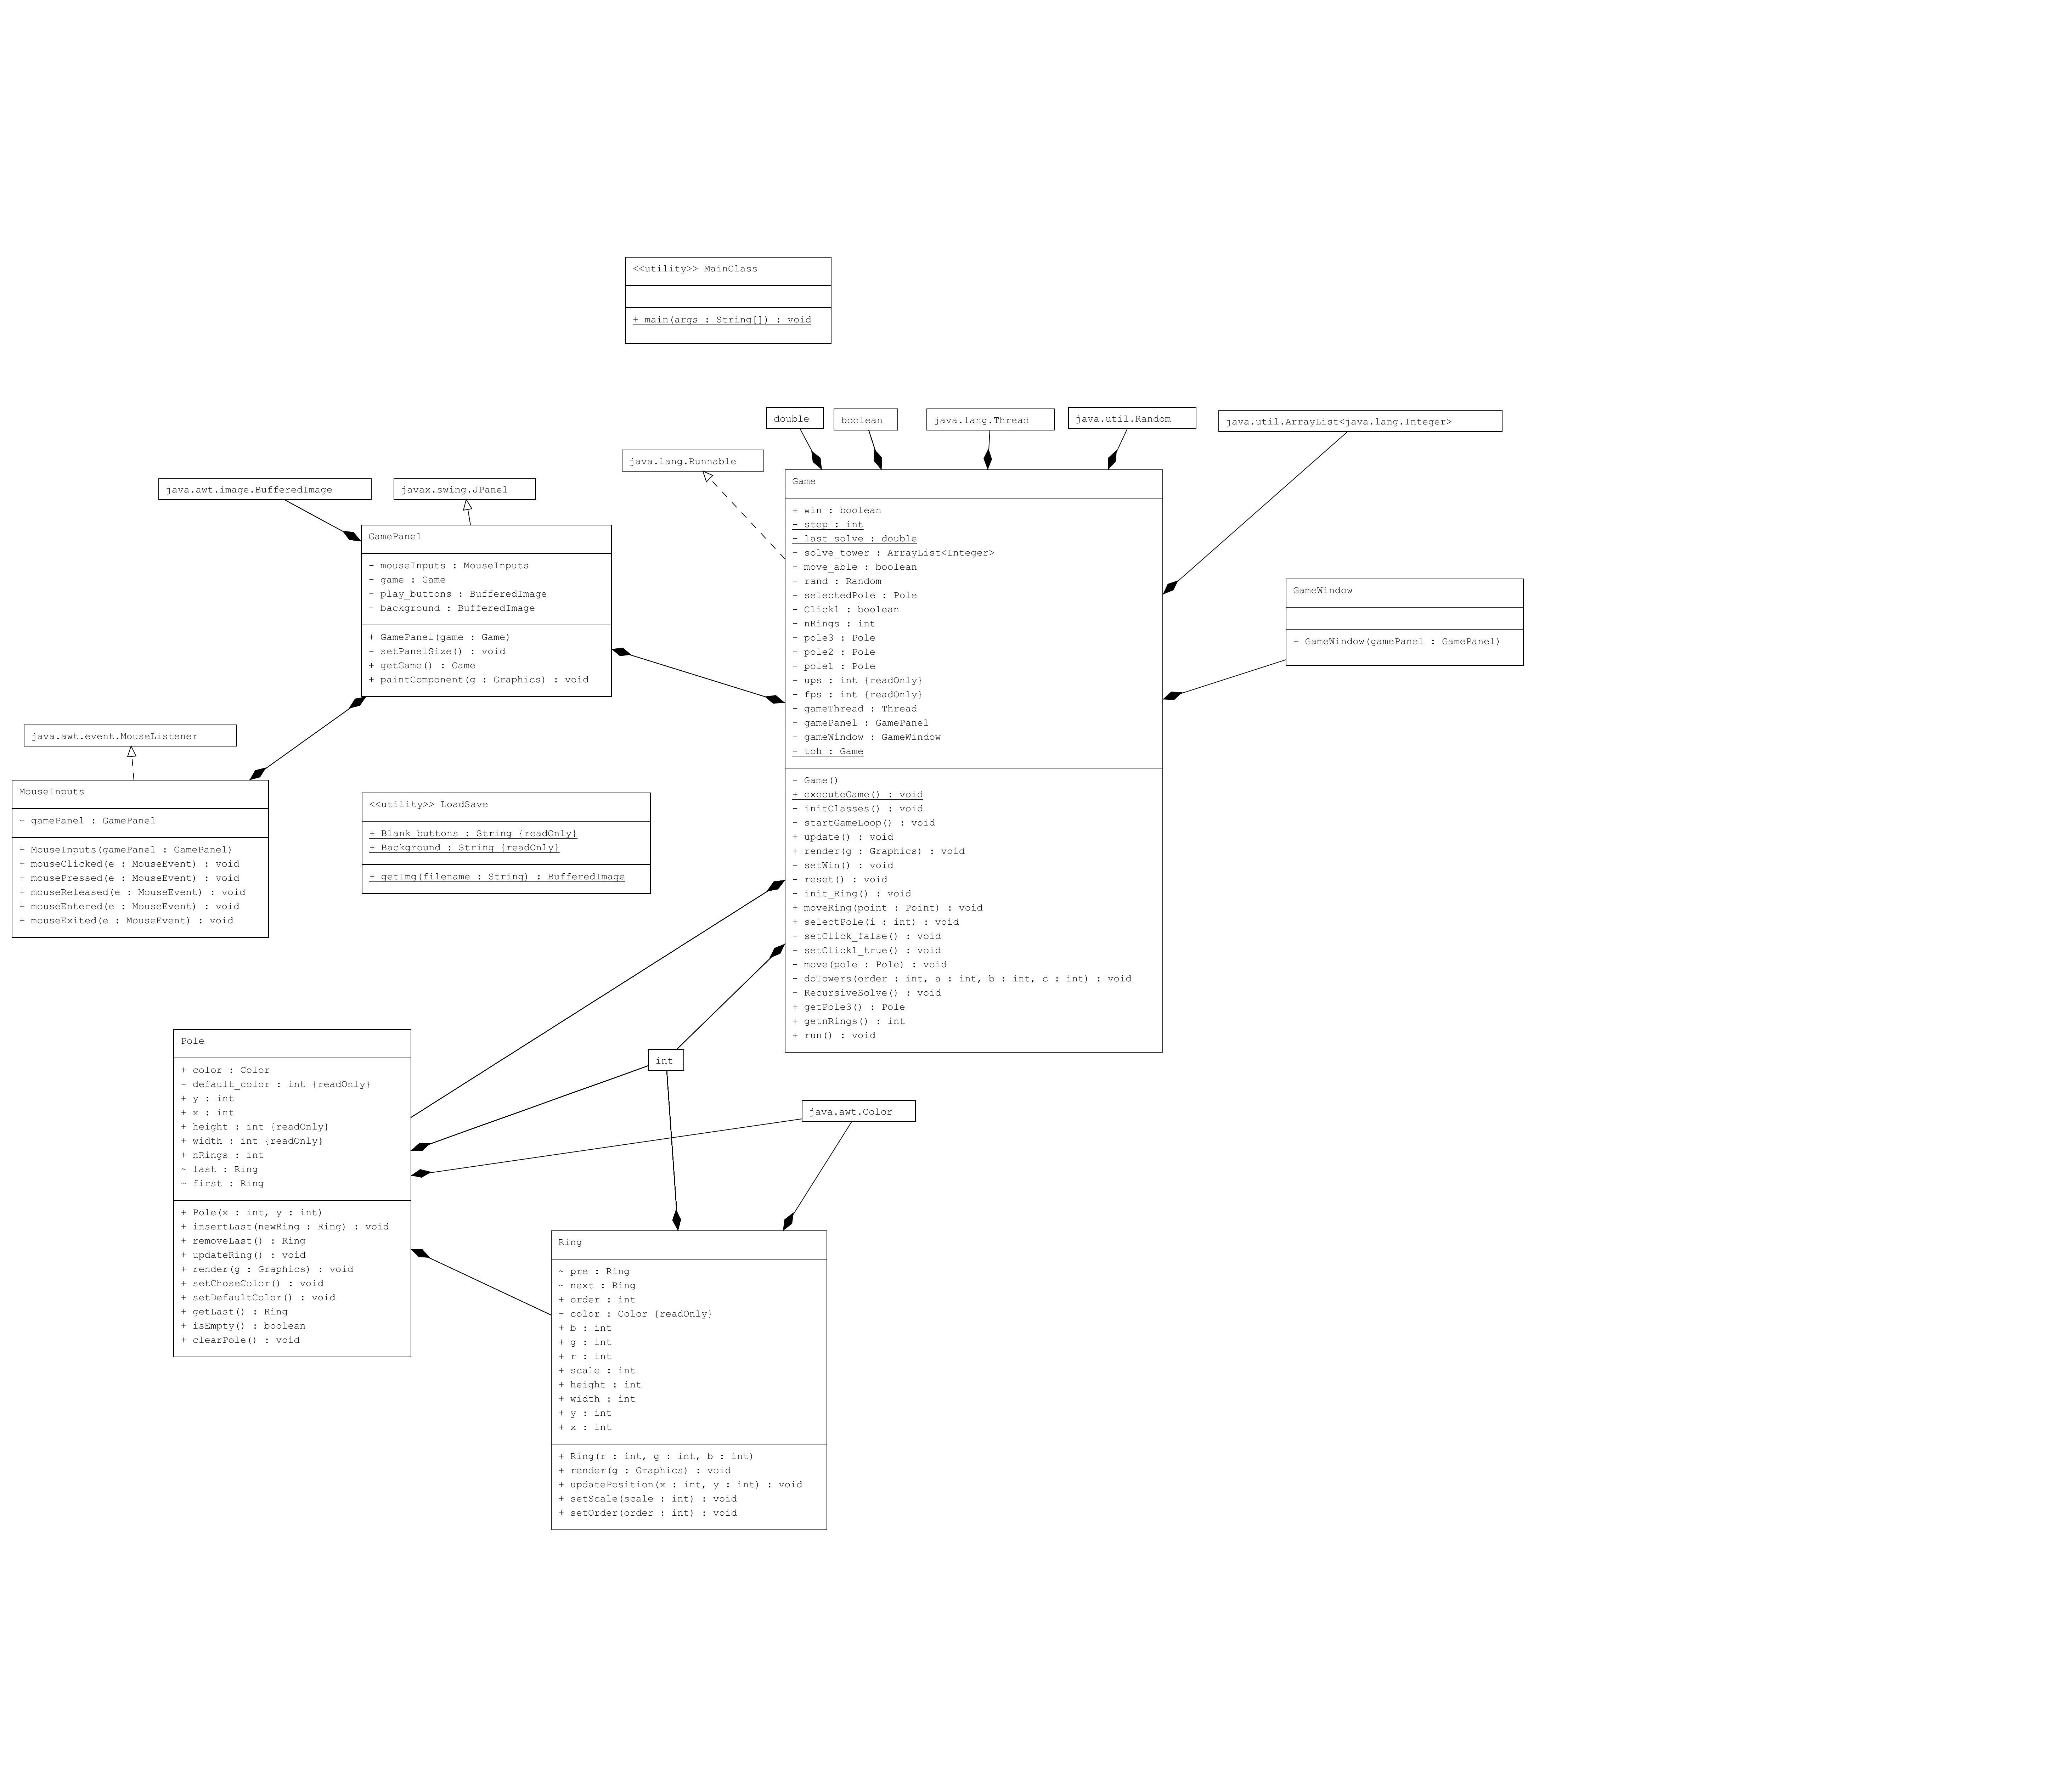 <<utility>> MainClass
+ main(args : String[]) : void
double
boolean
java.lang.Thread
java.util.Random
java.util.ArrayList<java.lang.Integer>
java.lang.Runnable
java.awt.image.BufferedImage
javax.swing.JPanel
Game
+ win : boolean
- step : int
- last_solve : double
- solve_tower : ArrayList<Integer>
- move_able : boolean
- rand : Random
- selectedPole : Pole
- Click1 : boolean
- nRings : int
- pole3 : Pole
- pole2 : Pole
- pole1 : Pole
- ups : int {readOnly}
- fps : int {readOnly}
- gameThread : Thread
- gamePanel : GamePanel
- gameWindow : GameWindow
- toh : Game
- Game()
+ executeGame() : void
- initClasses() : void
- startGameLoop() : void
+ update() : void
+ render(g : Graphics) : void
- setWin() : void
- reset() : void
- init_Ring() : void
+ moveRing(point : Point) : void
+ selectPole(i : int) : void
- setClick_false() : void
- setClick1_true() : void
- move(pole : Pole) : void
- doTowers(order : int, a : int, b : int, c : int) : void
- RecursiveSolve() : void
+ getPole3() : Pole
+ getnRings() : int
+ run() : void
GamePanel
- mouseInputs : MouseInputs
- game : Game
- play_buttons : BufferedImage
- background : BufferedImage
+ GamePanel(game : Game)
- setPanelSize() : void
+ getGame() : Game
+ paintComponent(g : Graphics) : void
GameWindow
+ GameWindow(gamePanel : GamePanel)
java.awt.event.MouseListener
MouseInputs
~ gamePanel : GamePanel
+ MouseInputs(gamePanel : GamePanel)
+ mouseClicked(e : MouseEvent) : void
+ mousePressed(e : MouseEvent) : void
+ mouseReleased(e : MouseEvent) : void
+ mouseEntered(e : MouseEvent) : void
+ mouseExited(e : MouseEvent) : void
<<utility>> LoadSave
+ Blank_buttons : String {readOnly}
+ Background : String {readOnly}
+ getImg(filename : String) : BufferedImage
Pole
+ color : Color
- default_color : int {readOnly}
+ y : int
+ x : int
+ height : int {readOnly}
+ width : int {readOnly}
+ nRings : int
~ last : Ring
~ first : Ring
+ Pole(x : int, y : int)
+ insertLast(newRing : Ring) : void
+ removeLast() : Ring
+ updateRing() : void
+ render(g : Graphics) : void
+ setChoseColor() : void
+ setDefaultColor() : void
+ getLast() : Ring
+ isEmpty() : boolean
+ clearPole() : void
int
java.awt.Color
Ring
~ pre : Ring
~ next : Ring
+ order : int
- color : Color {readOnly}
+ b : int
+ g : int
+ r : int
+ scale : int
+ height : int
+ width : int
+ y : int
+ x : int
+ Ring(r : int, g : int, b : int)
+ render(g : Graphics) : void
+ updatePosition(x : int, y : int) : void
+ setScale(scale : int) : void
+ setOrder(order : int) : void